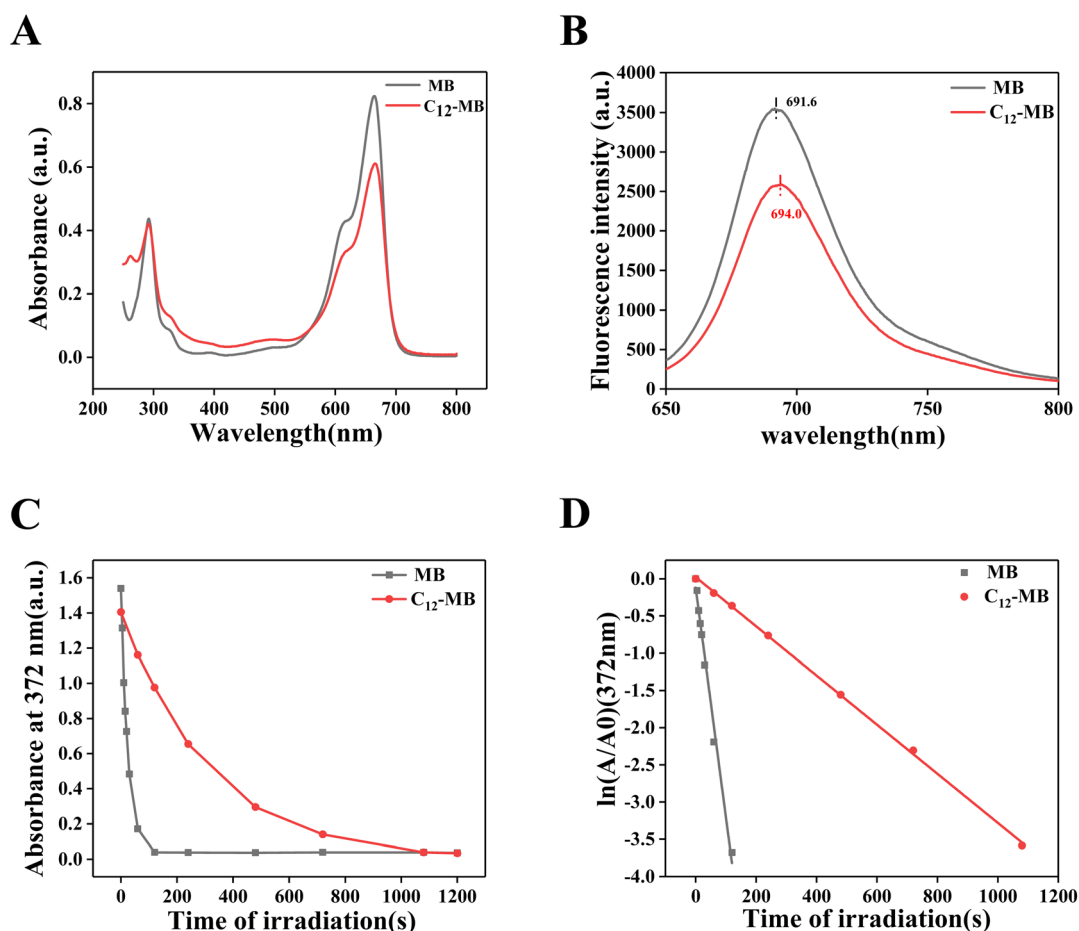 A
MB
C12-MB
0.8
0.6
0.4
0.2
0.0
200 300 400 500 600 700 800
Absorbance (a.u.)
Wavelength(nm)
B
MB
C12-MB
691.6
694.0
4000
3500
3000
2500
2000
1500
1000
500
0
650 700 750 800
Fluorescence intensity (a.u.)
wavelength(nm)
C
MB
C12-MB
1.6
1.4
1.2
1.0
0.8
0.6
0.4
0.2
0.0
0 200 400 600 800 1000 1200
Absorbance at 372 nm(a.u.)
Time of irradiation(s)
D
MB
C12-MB
0.0
-0.5
-1.0
-1.5
-2.0
-2.5
-3.0
-3.5
-4.0
0 200 400 600 800 1000 1200
ln(A/A0)(372nm)
Time of irradiation(s)